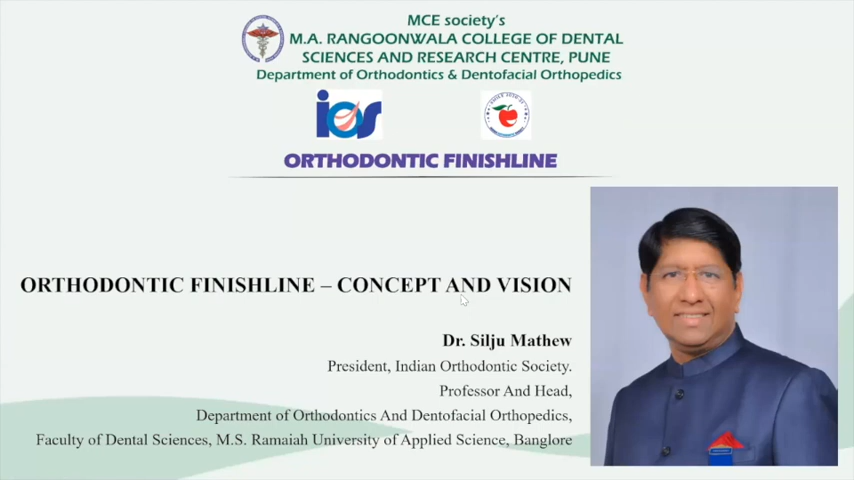 MCE society's
M.A. RANGOONWALA COLLEGE OF DENTAL
SCIENCES AND RESEARCH CENTRE, PUNE
Department of Orthodontics & Dentofacial Orthopedics
ios
ORTHODONTIC FINISHLINE
ORTHODONTIC FINISHLINE – CONCEPT AND VISION
Dr. Silju Mathew
President, Indian Orthodontic Society.
Professor And Head,
Department of Orthodontics And Dentofacial Orthopedics,
Faculty of Dental Sciences, M.S. Ramaiah University of Applied Science, Banglore